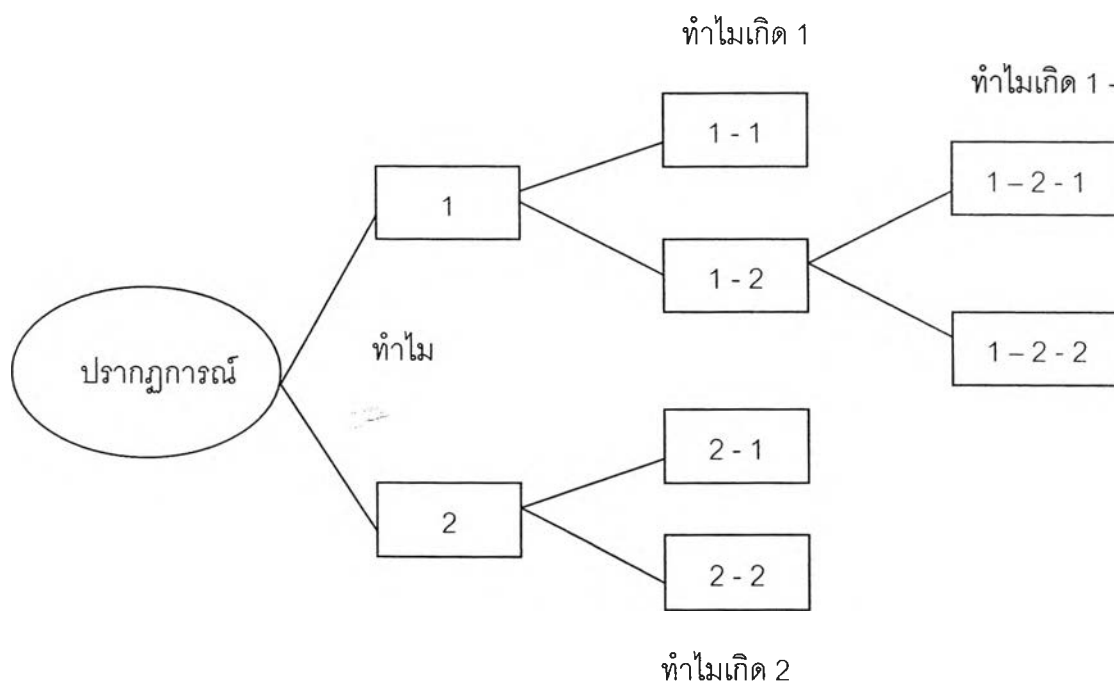 ทำไมเกิด 1
ทำไมเกิด 1 -
1 - 1
1 – 2 - 1
1
1 - 2
ทำไม
1 – 2 - 2
ปรากฏการณ์
2 - 1
2
2 - 2
ทำไมเกิด 2